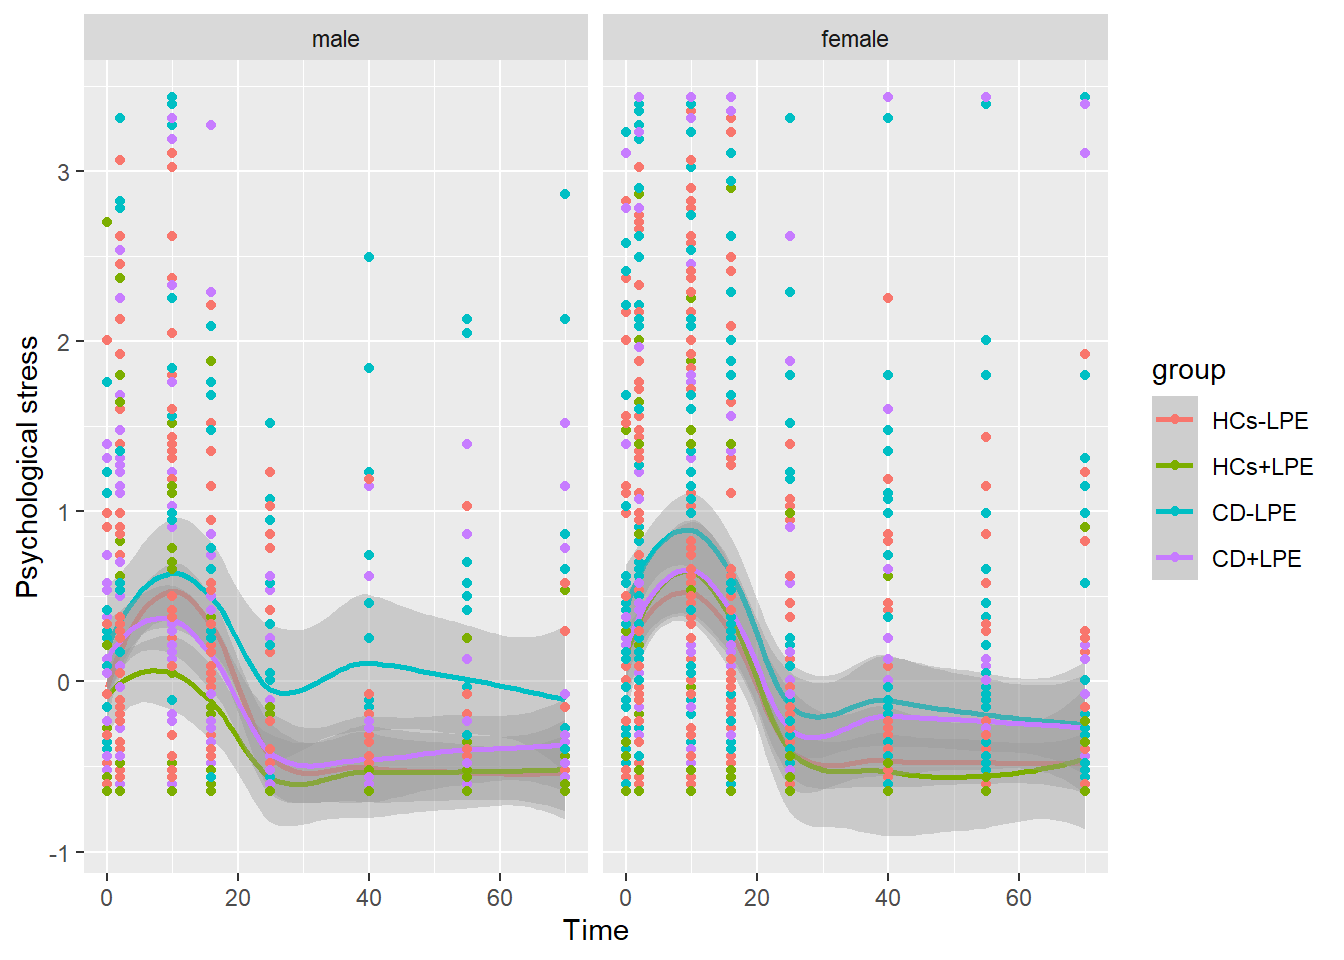 male
female
Psychological stress
3
2
1
0
-1
0 20 40 60
0 20 40 60
Time
group
HCs-LPE
HCs+LPE
CD-LPE
CD+LPE